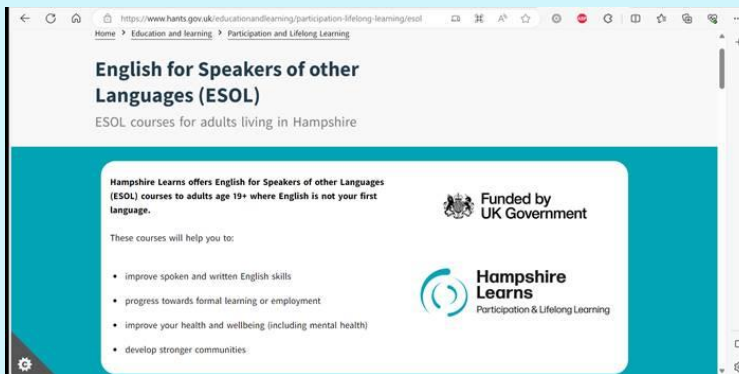 https://www.hants.gov.uk/educationandlearning/participation-lifelong-learning/esol
Home > Education and learning > Participation and Lifelong Learning
English for Speakers of other
Languages (ESOL)
ESOL courses for adults living in Hampshire
Hampshire Learns offers English for Speakers of other Languages
(ESOL) courses to adults age 19+ where English is not your first
language.
These courses will help you to:
• improve spoken and written English skills
• progress towards formal learning or employment
• improve your health and wellbeing (including mental health)
• develop stronger communities
Funded by
UK Government
Hampshire
Learns
Participation & Lifelong Learning